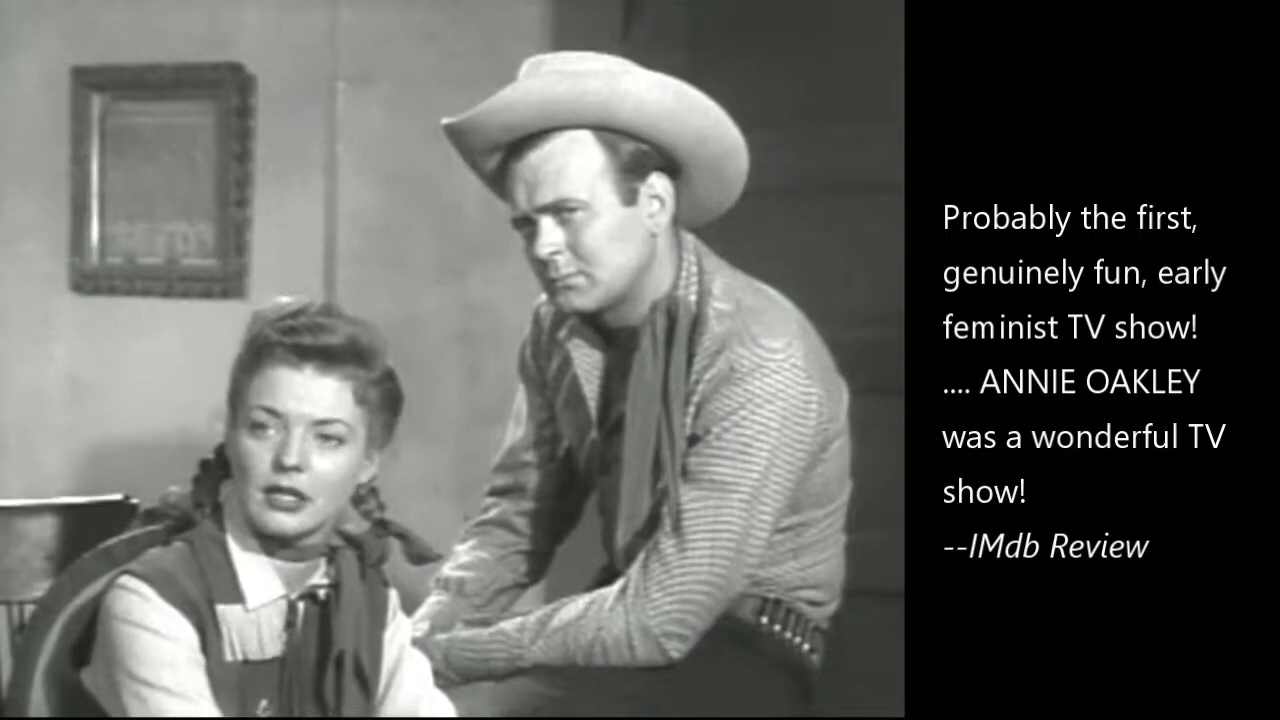 Probably the first,
genuinely fun, early
feminist TV show!
.... ANNIE OAKLEY
was a wonderful TV
show!
--IMdb Review